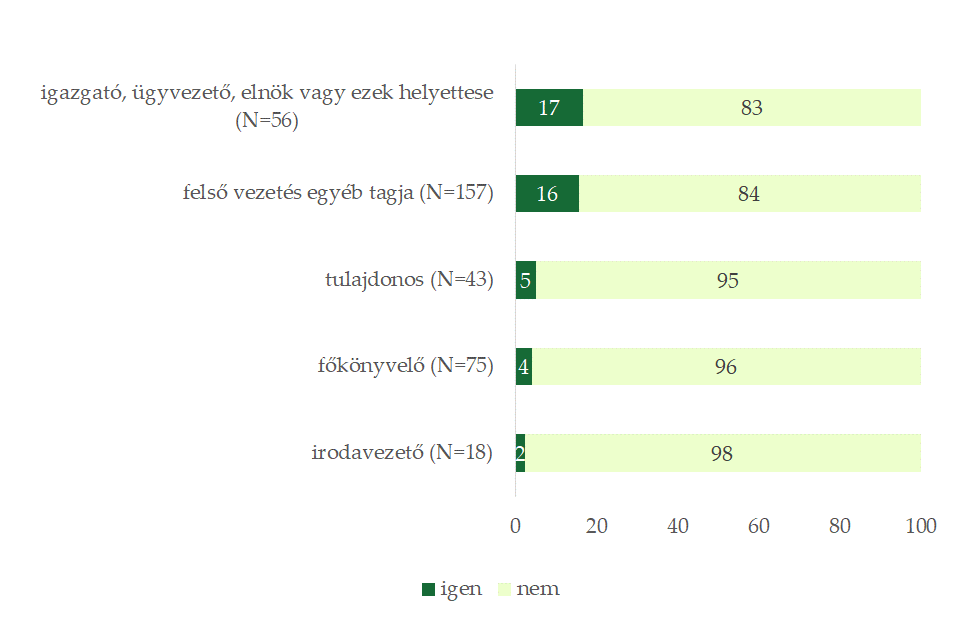 igazgató, ügyvezető, elnök vagy ezek helyettese
(N=56)
17 83
felső vezetés egyéb tagja (N=157)
16 84
tulajdonos (N=43)
5 95
főkönyvelő (N=75)
4 96
irodavezető (N=18)
2 98
0 20 40 60 80 100
igen nem